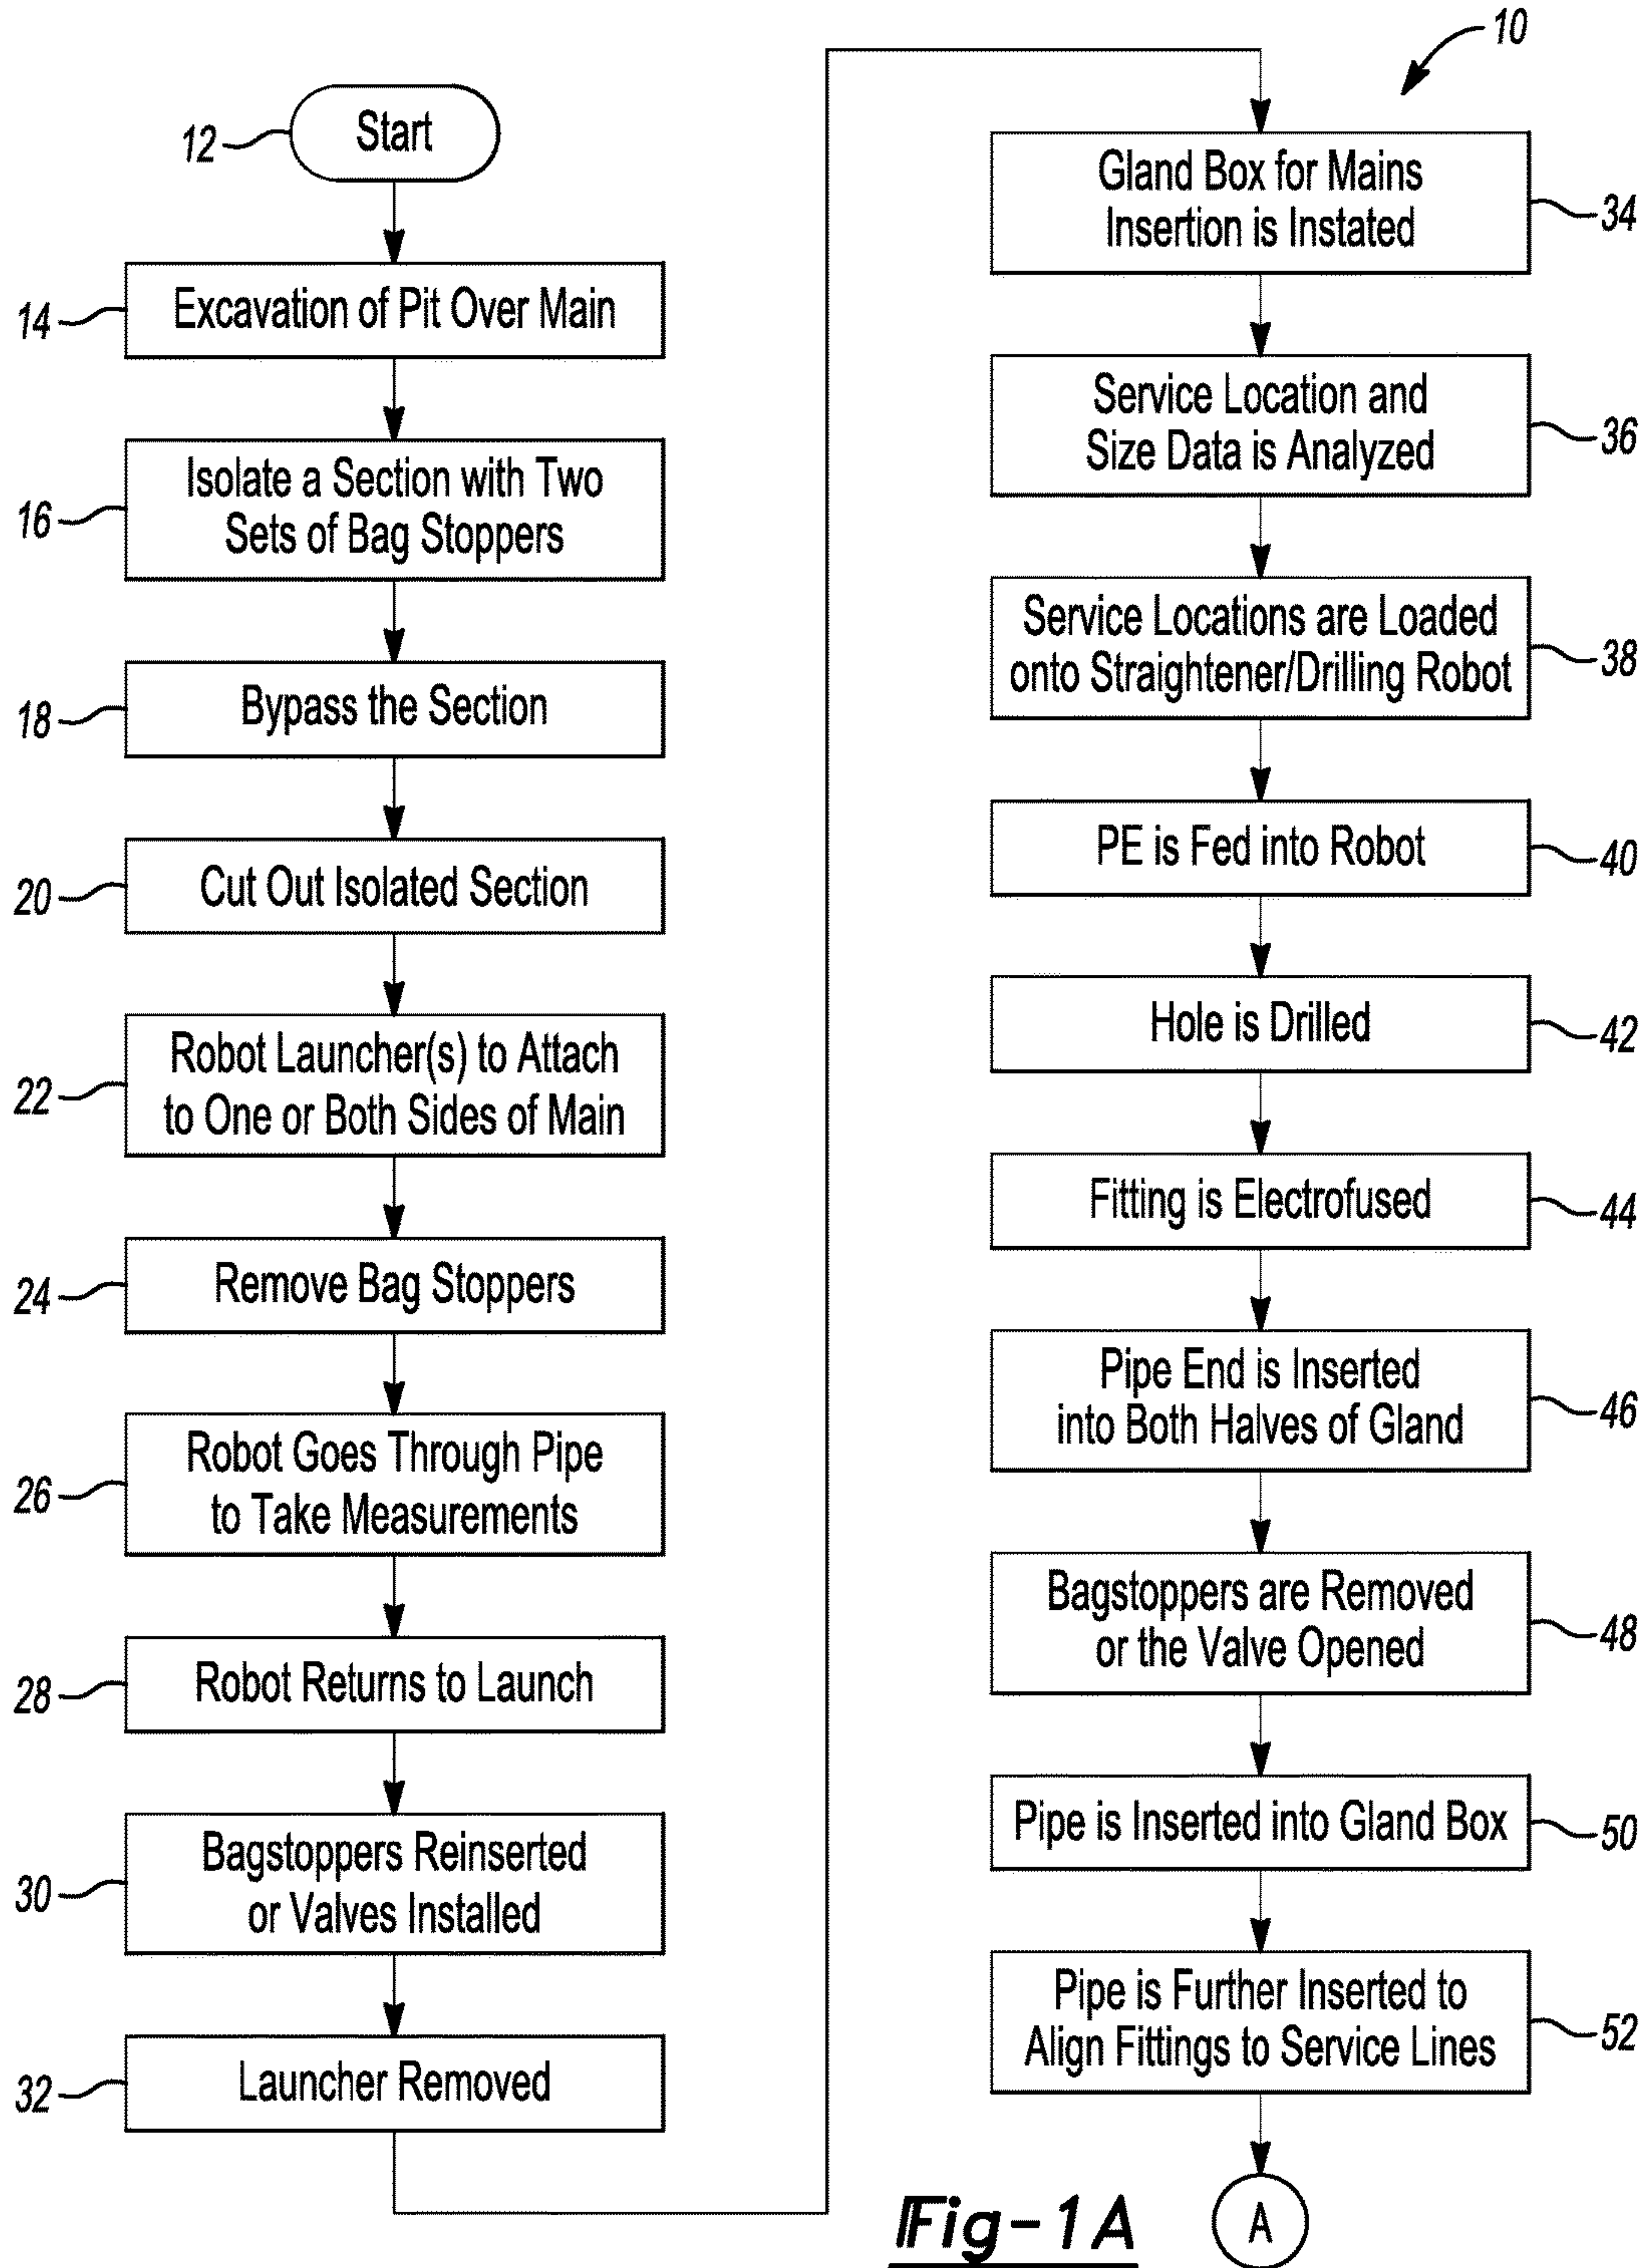 12
Start
14
Excavation of Pit Over Main
16
Isolate a Section with Two
Sets of Bag Stoppers
18
Bypass the Section
20
Cut Out Isolated Section
22
Robot Launcher(s) to Attach
to One or Both Sides of Main
24
Remove Bag Stoppers
26
Robot Goes Through Pipe
to Take Measurements
28
Robot Returns to Launch
30
Bagstoppers Reinserted
or Valves Installed
32
Launcher Removed
10
Gland Box for Mains
Insertion is Instated
34
Service Location and
Size Data is Analyzed
36
Service Locations are Loaded
onto Straightener/Drilling Robot
38
PE is Fed into Robot
40
Hole is Drilled
42
Fitting is Electrofused
44
Pipe End is Inserted
into Both Halves of Gland
46
Bagstoppers are Removed
or the Valve Opened
48
Pipe is Inserted into Gland Box
50
Pipe is Further Inserted to
Align Fittings to Service Lines
52
A
Fig-1A